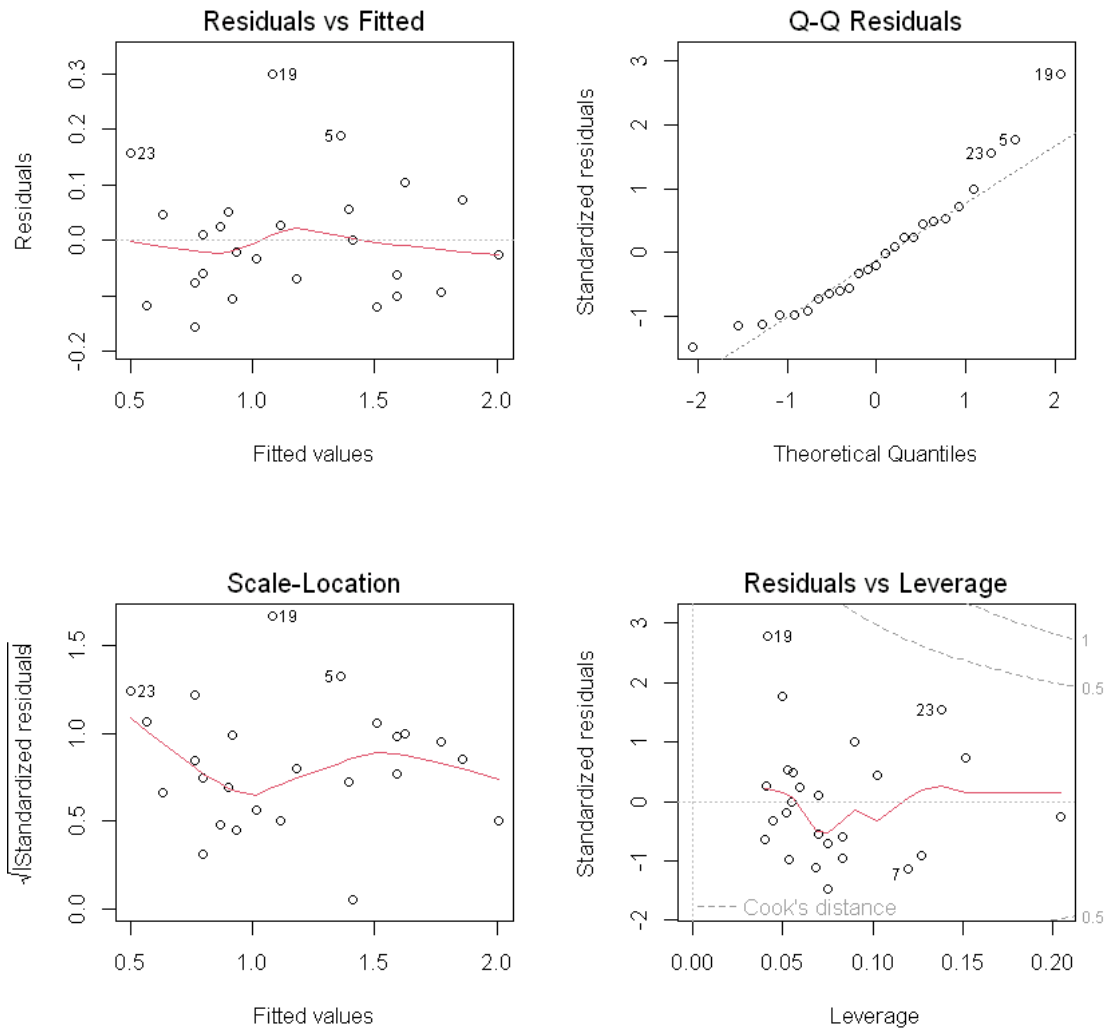 Residuals vs Fitted
Residuals
0.3
0.2
0.1
0.0
-0.2
19
5
23
0.5 1.0 1.5 2.0
Fitted values
Q-Q Residuals
Standardized residuals
3
2
1
0
-1
19
5
23
-2 -1 0 1 2
Theoretical Quantiles
Scale-Location
√|Standardized residuals|
1.5
1.0
0.5
0.0
19
5
23
0.5 1.0 1.5 2.0
Fitted values
Residuals vs Leverage
Standardized residuals
3
2
1
0
-1
-2
19
23
7
1
0.5
0.5
Cook's distance
0.00 0.05 0.10 0.15 0.20
Leverage